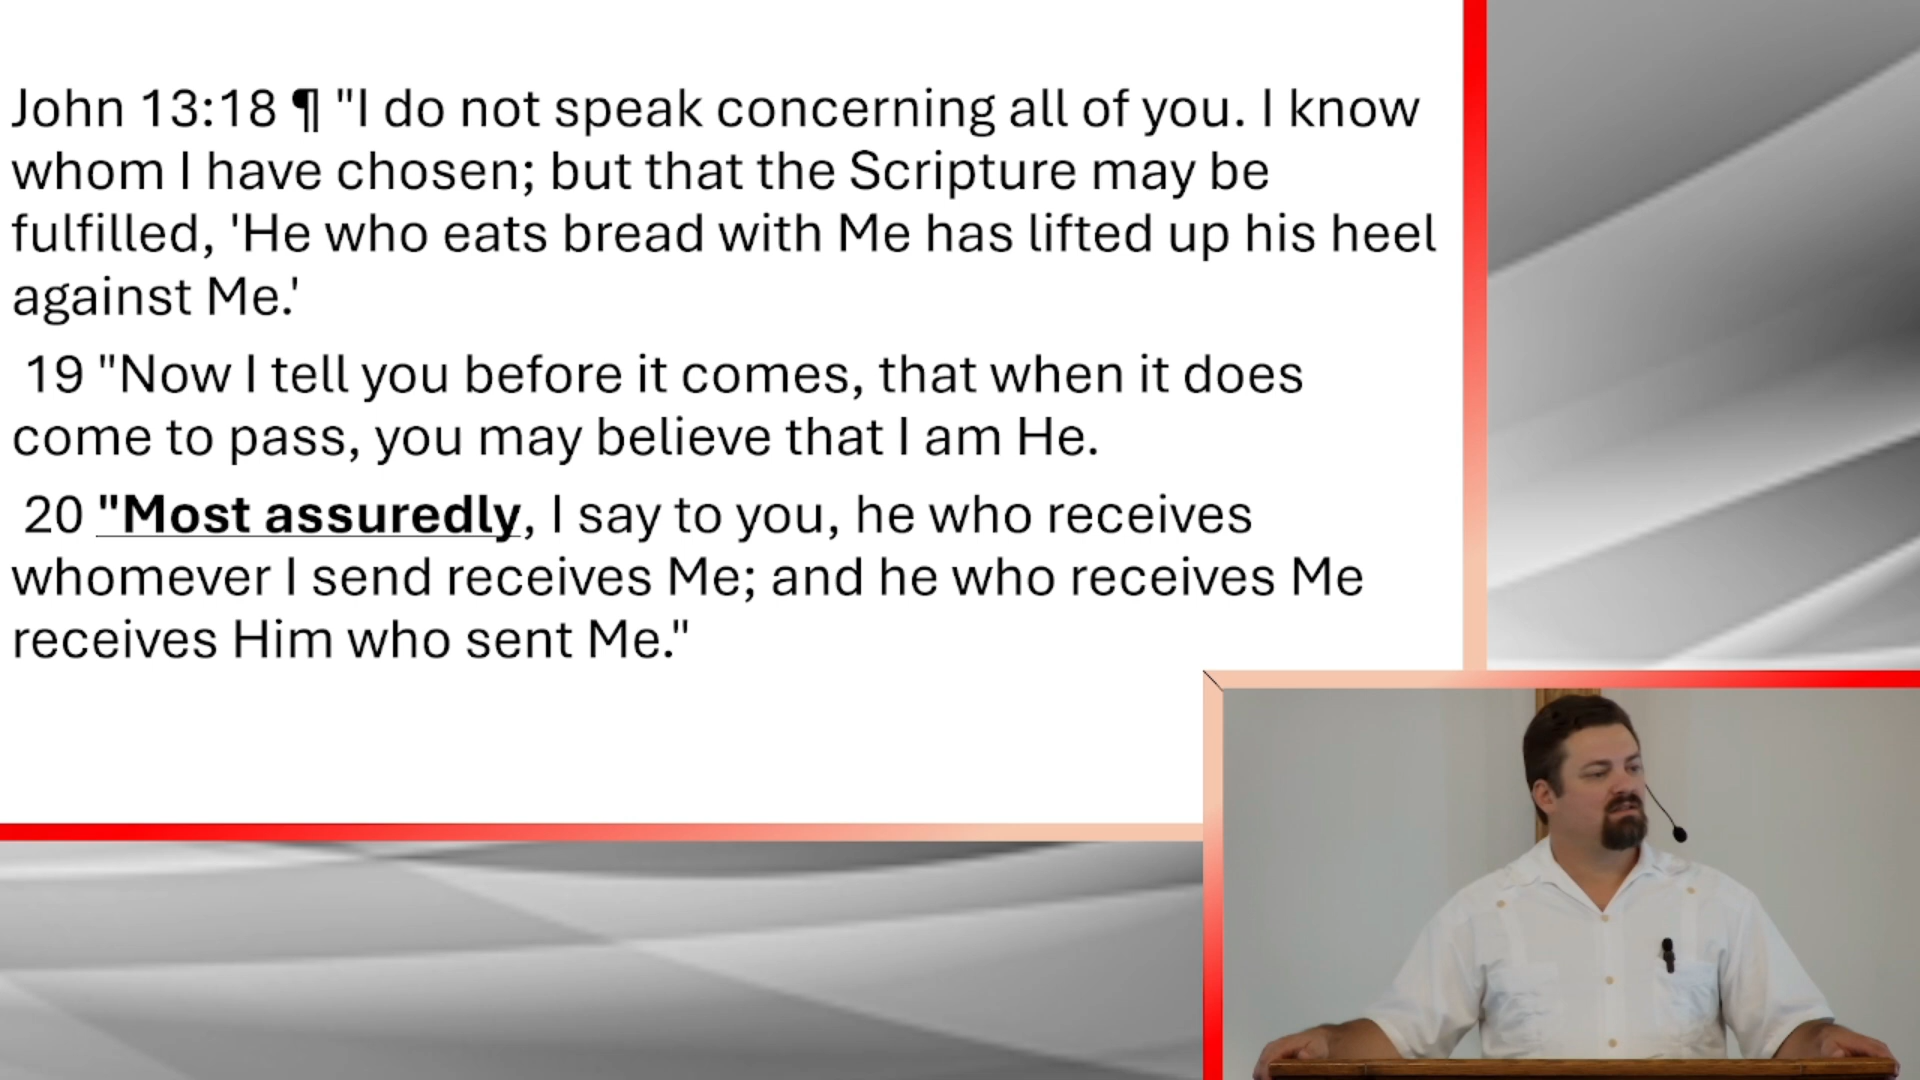 John 13:18 ¶ "I do not speak concerning all of you. I know
whom I have chosen; but that the Scripture may be
fulfilled, 'He who eats bread with Me has lifted up his heel
against Me.'
19 "Now I tell you before it comes, that when it does
come to pass, you may believe that I am He.
20 "Most assuredly, I say to you, he who receives
whomever I send receives Me; and he who receives Me
receives Him who sent Me."